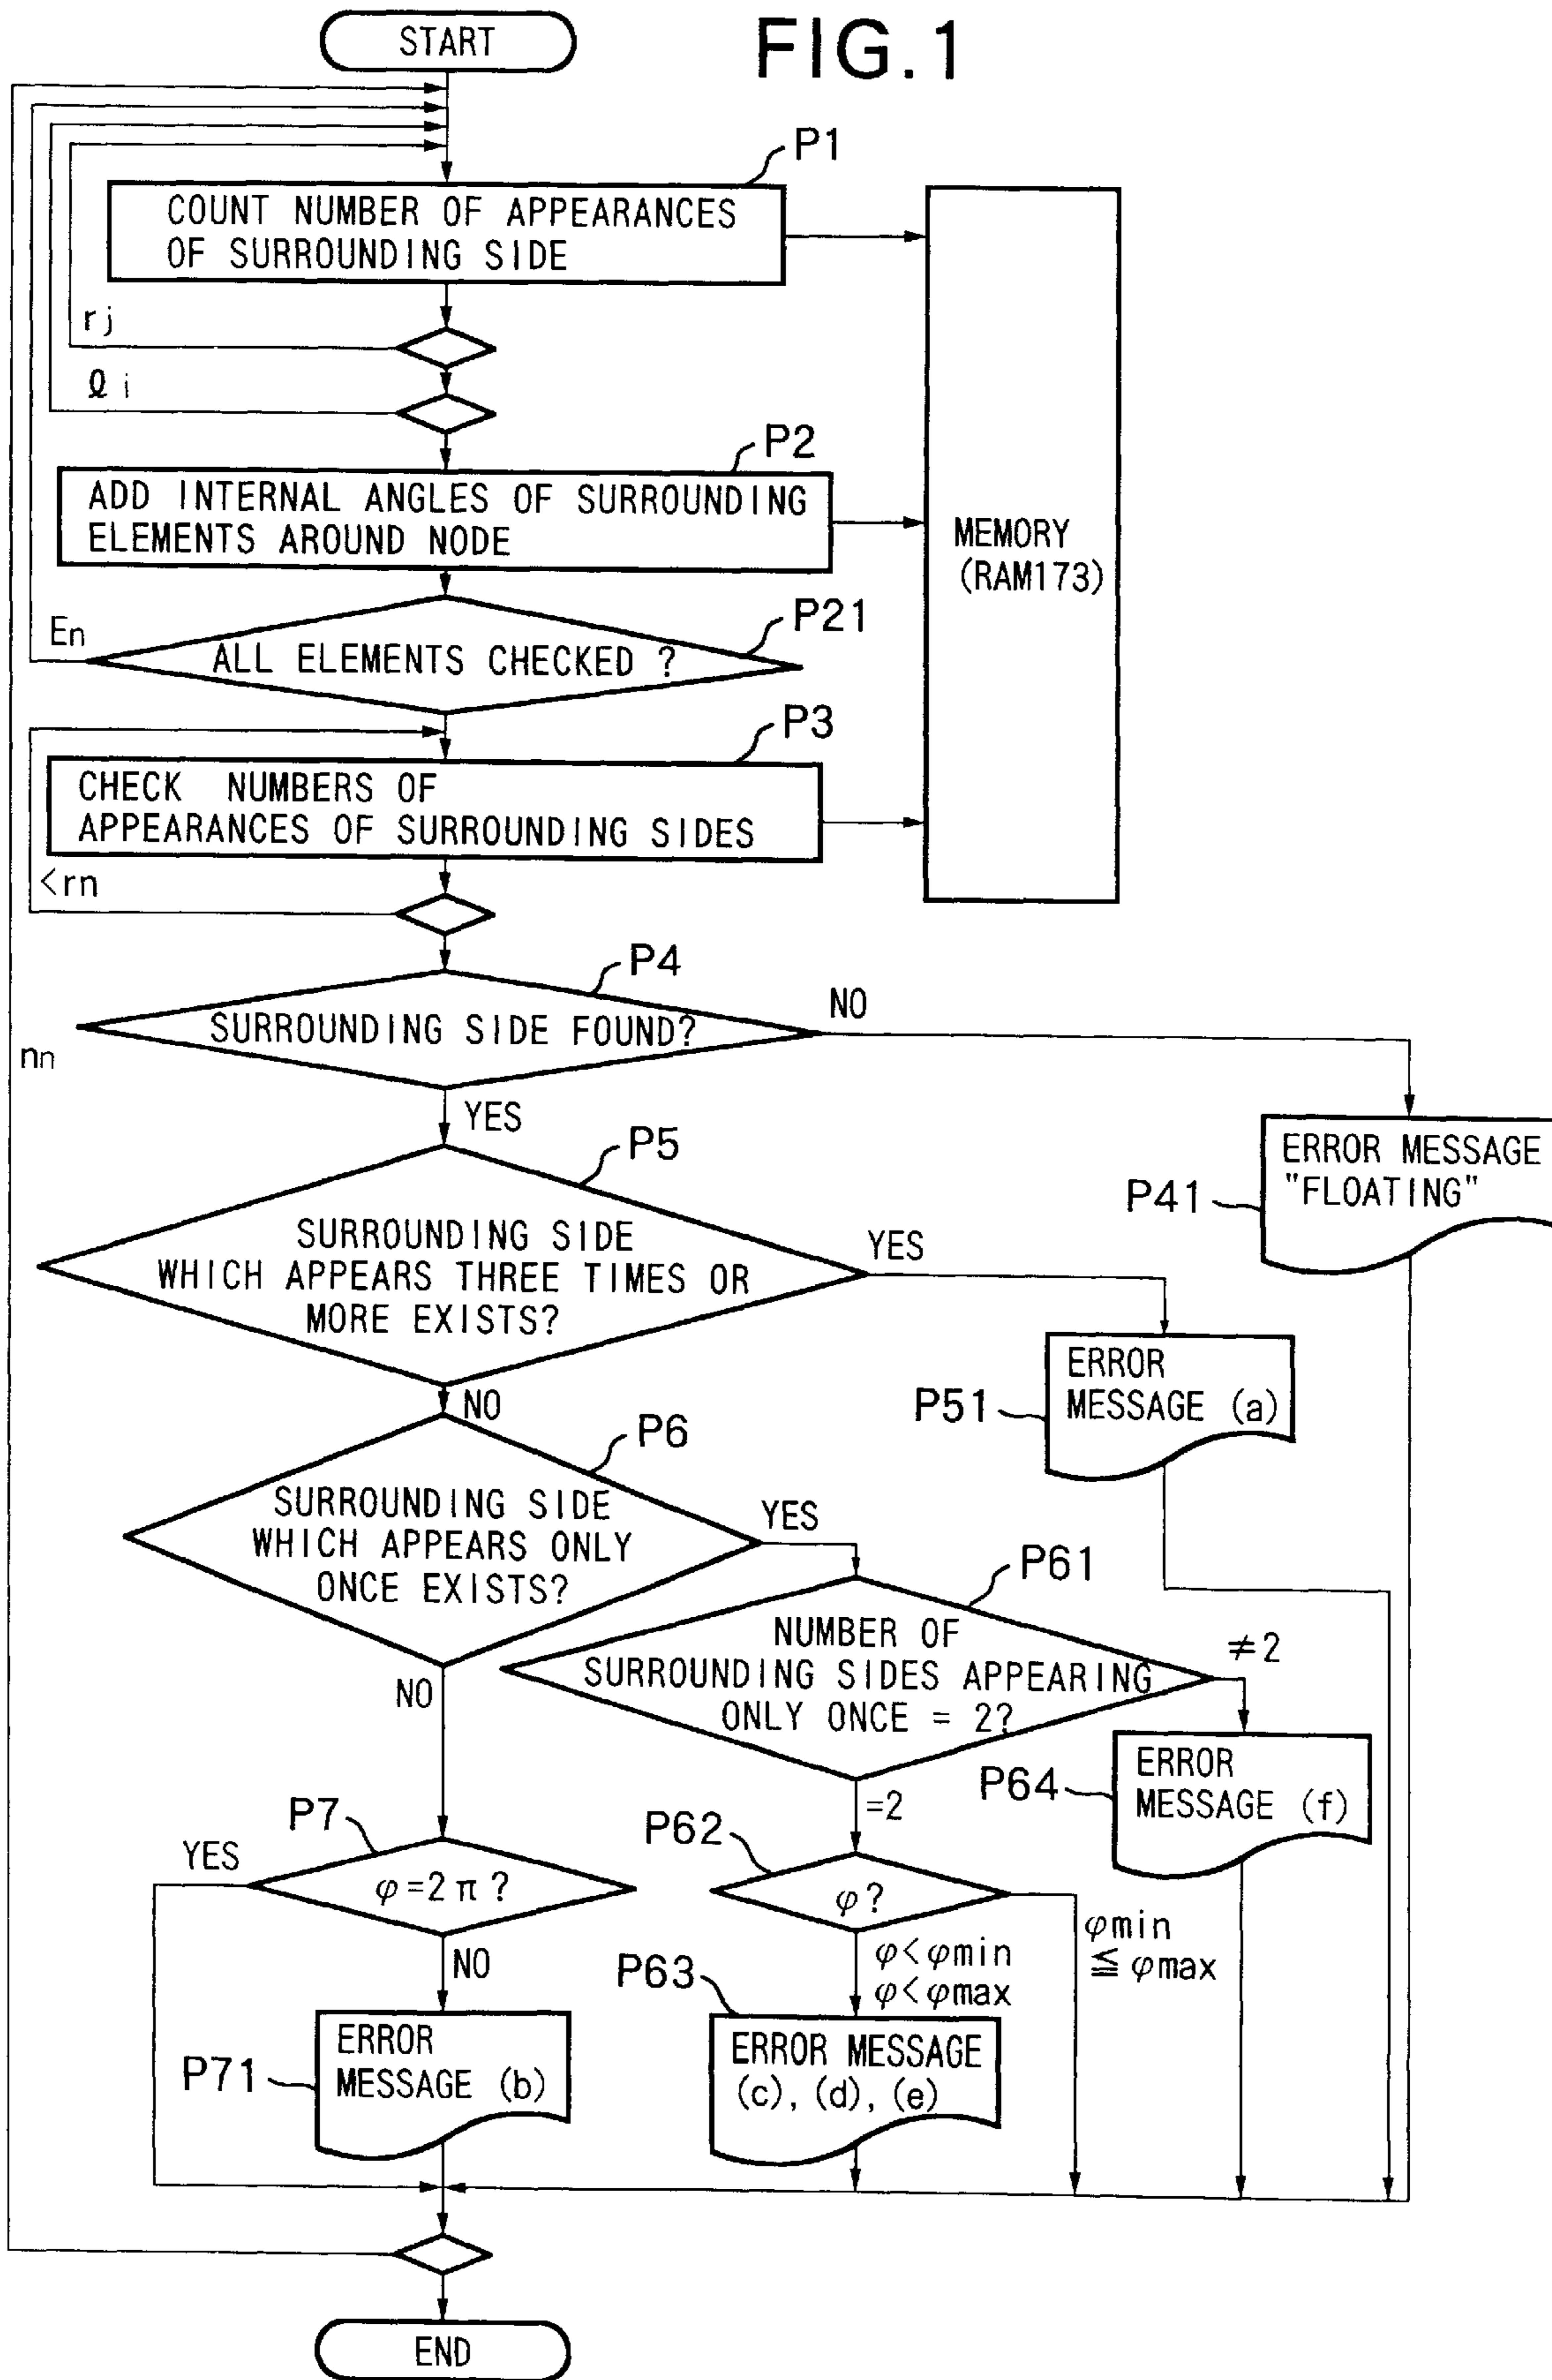 FIG.1
START
P1
COUNT NUMBER OF APPEARANCES
OF SURROUNDING SIDE
rj
ℓi
P2
ADD INTERNAL ANGLES OF SURROUNDING
ELEMENTS AROUND NODE
MEMORY
(RAM173)
En
P21
ALL ELEMENTS CHECKED ?
P3
CHECK NUMBERS OF
APPEARANCES OF SURROUNDING SIDES
<rn
P4
SURROUNDING SIDE FOUND?
NO
nn
YES
P41
ERROR MESSAGE
"FLOATING"
P5
SURROUNDING SIDE
WHICH APPEARS THREE TIMES OR
MORE EXISTS?
YES
P51
ERROR
MESSAGE (a)
NO
P6
SURROUNDING SIDE
WHICH APPEARS ONLY
ONCE EXISTS?
YES
P61
NUMBER OF
SURROUNDING SIDES APPEARING
ONLY ONCE = 2?
≠2
NO
P64
ERROR
MESSAGE (f)
=2
P7
YES
φ=2π?
P62
φ?
φmin
≦φmax
NO
φ<φmin
φ<φmax
P63
ERROR MESSAGE
(c), (d), (e)
P71
ERROR
MESSAGE (b)
END